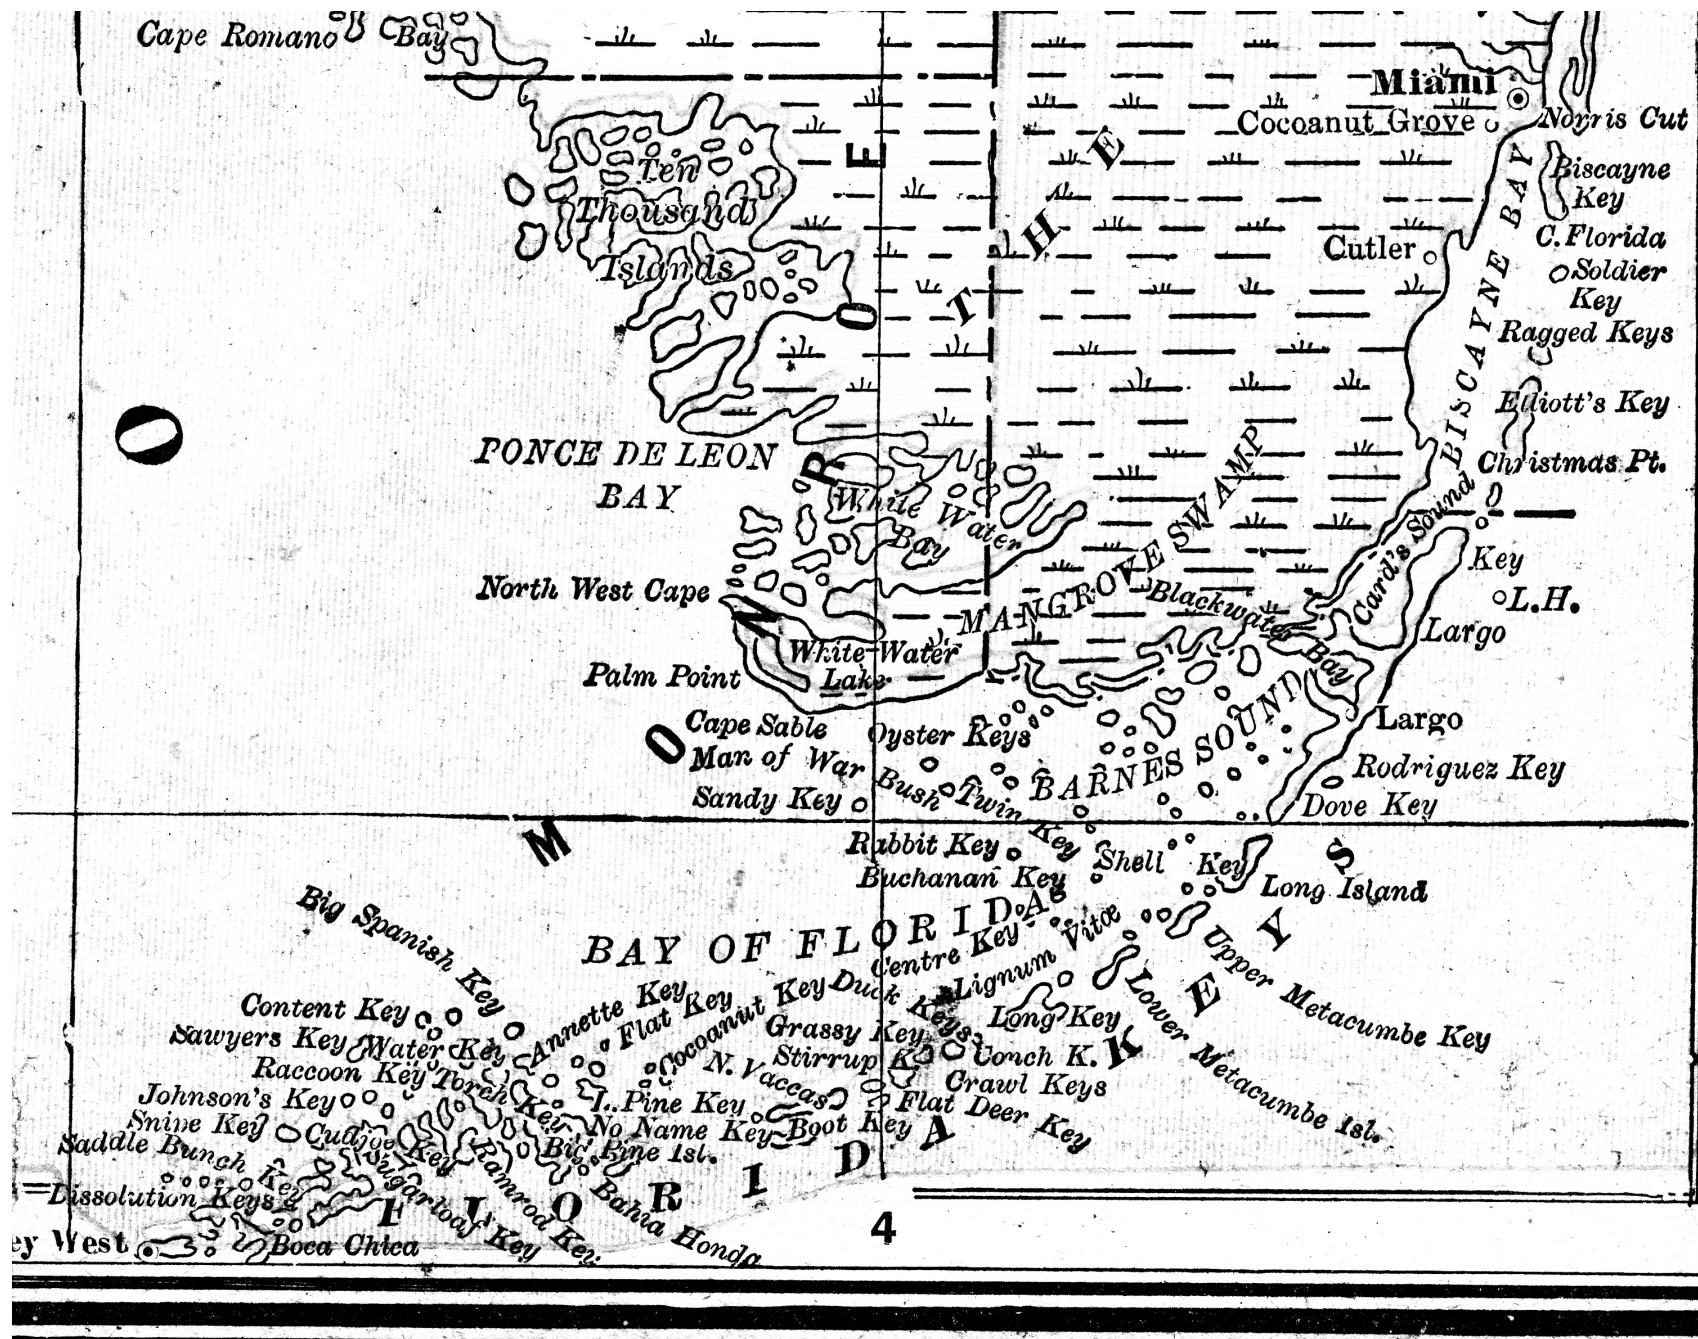 Cape Romano
Bay
Miami
Cocoanut Grove
Norris Cut
Biscayne
Key
C. Florida
Soldier
Key
Ragged Keys
Elliott's Key
Christmas Pt.
Cutler
BISCAYNE BAY
Ten
Thousand
Islands
THE
MONROE
O
PONCE DE LEON
BAY
White Water
Bay
North West Cape
MANGROVE SWAMP
Blackwater
Bay
Card's Sound
Key
L.H.
Largo
White Water
Lake
Palm Point
Cape Sable
Oyster Keys
Largo
Man of War
Bush
Twin Key
BARNES SOUND
Rodriguez Key
Sandy Key
Dove Key
Rabbit Key
Shell Key
Buchanan Key
Long Island
BAY OF FLORIDA
Centre Key
Lignum Vitæ
Upper Metacumbe Key
Lower Metacumbe Isl.
Big Spanish Key
Content Key
Annette Key
Flat Key
Cocoanut Key
Duck Keys
Long Key
Sawyers Key
Water Key
Grassy Key
Stirrup K.
Conch K.
Raccoon Key
Torch Key
N. Vaccas
Crawl Keys
Johnson's Key
L. Pine Key
Flat Deer Key
Snipe Key
Cudjoe Key
No Name Key
Boot Key
Saddle Bunch Key
Big Pine Isl.
Dissolution Keys
Sugarloaf Key
Ramrod Key
Bahia Honda
FLORIDA KEYS
4
ey West
Boca Chica